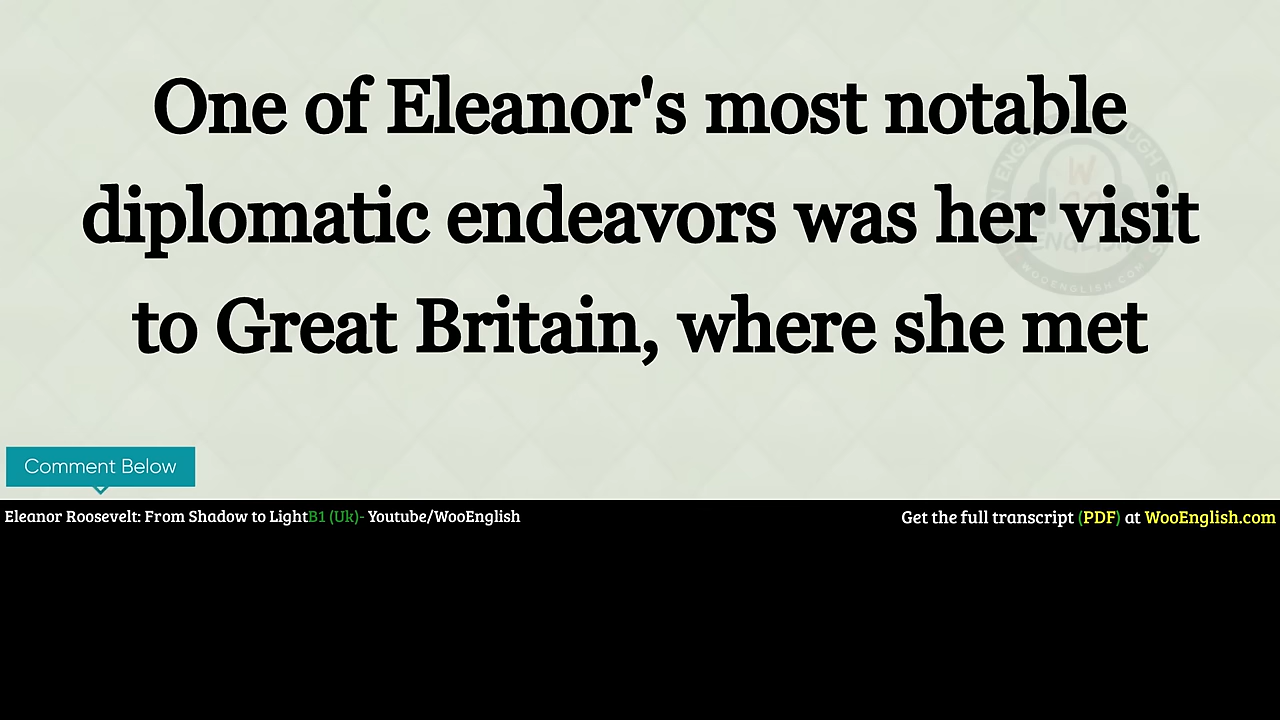 One of Eleanor's most notable
diplomatic endeavors was her visit
to Great Britain, where she met
Comment Below
Eleanor Roosevelt: From Shadow to LightB1 (Uk)- Youtube/WooEnglish
Get the full transcript (PDF) at WooEnglish.com